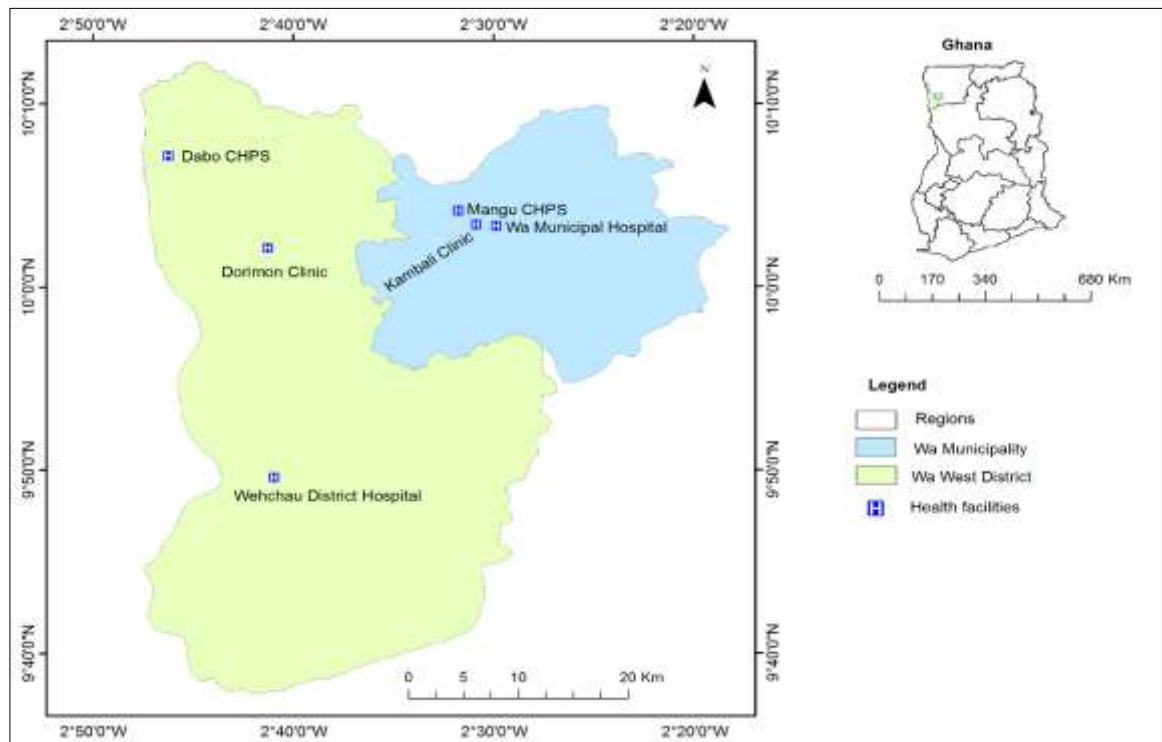 2°50'0"W 2°40'0"W 2°30'0"W 2°20'0"W
10°10'0"N
10°0'0"N
9°50'0"N
9°40'0"N
N
Dabo CHPS
Mangu CHPS
Wa Municipal Hospital
Kambali Clinic
Dorimon Clinic
Wehchau District Hospital
0 5 10 20 Km
10°10'0"N
10°0'0"N
9°50'0"N
9°40'0"N
2°50'0"W 2°40'0"W 2°30'0"W 2°20'0"W
Ghana
0 170 340 680 Km
Legend
Regions
Wa Municipality
Wa West District
H Health facilities